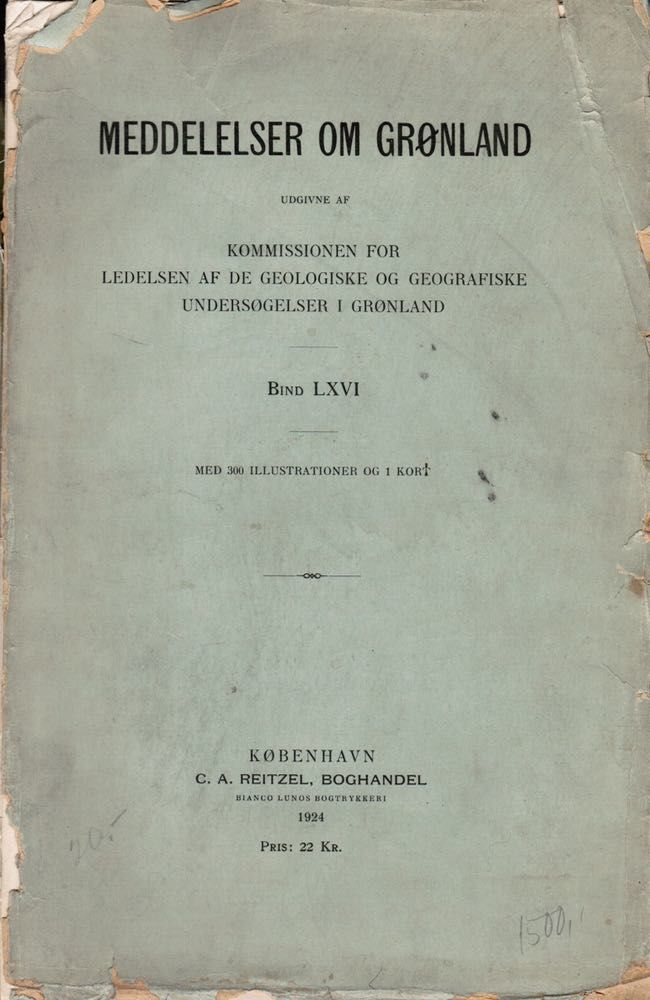 MEDDELELSER OM GRØNLAND
UDGIVNE AF
KOMMISSIONEN FOR
LEDELSEN AF DE GEOLOGISKE OG GEOGRAFISKE
UNDERSØGELSER I GRØNLAND
BIND LXVI
MED 300 ILLUSTRATIONER OG 1 KORT
KØBENHAVN
C. A. REITZEL, BOGHANDEL
BIANCO LUNOS BOGTRYKKERI
1924
PRIS: 22 KR.
1500,